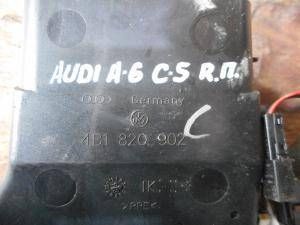 AUDI A-6 C-5 R.П.
Germany
4B1 820 902 C